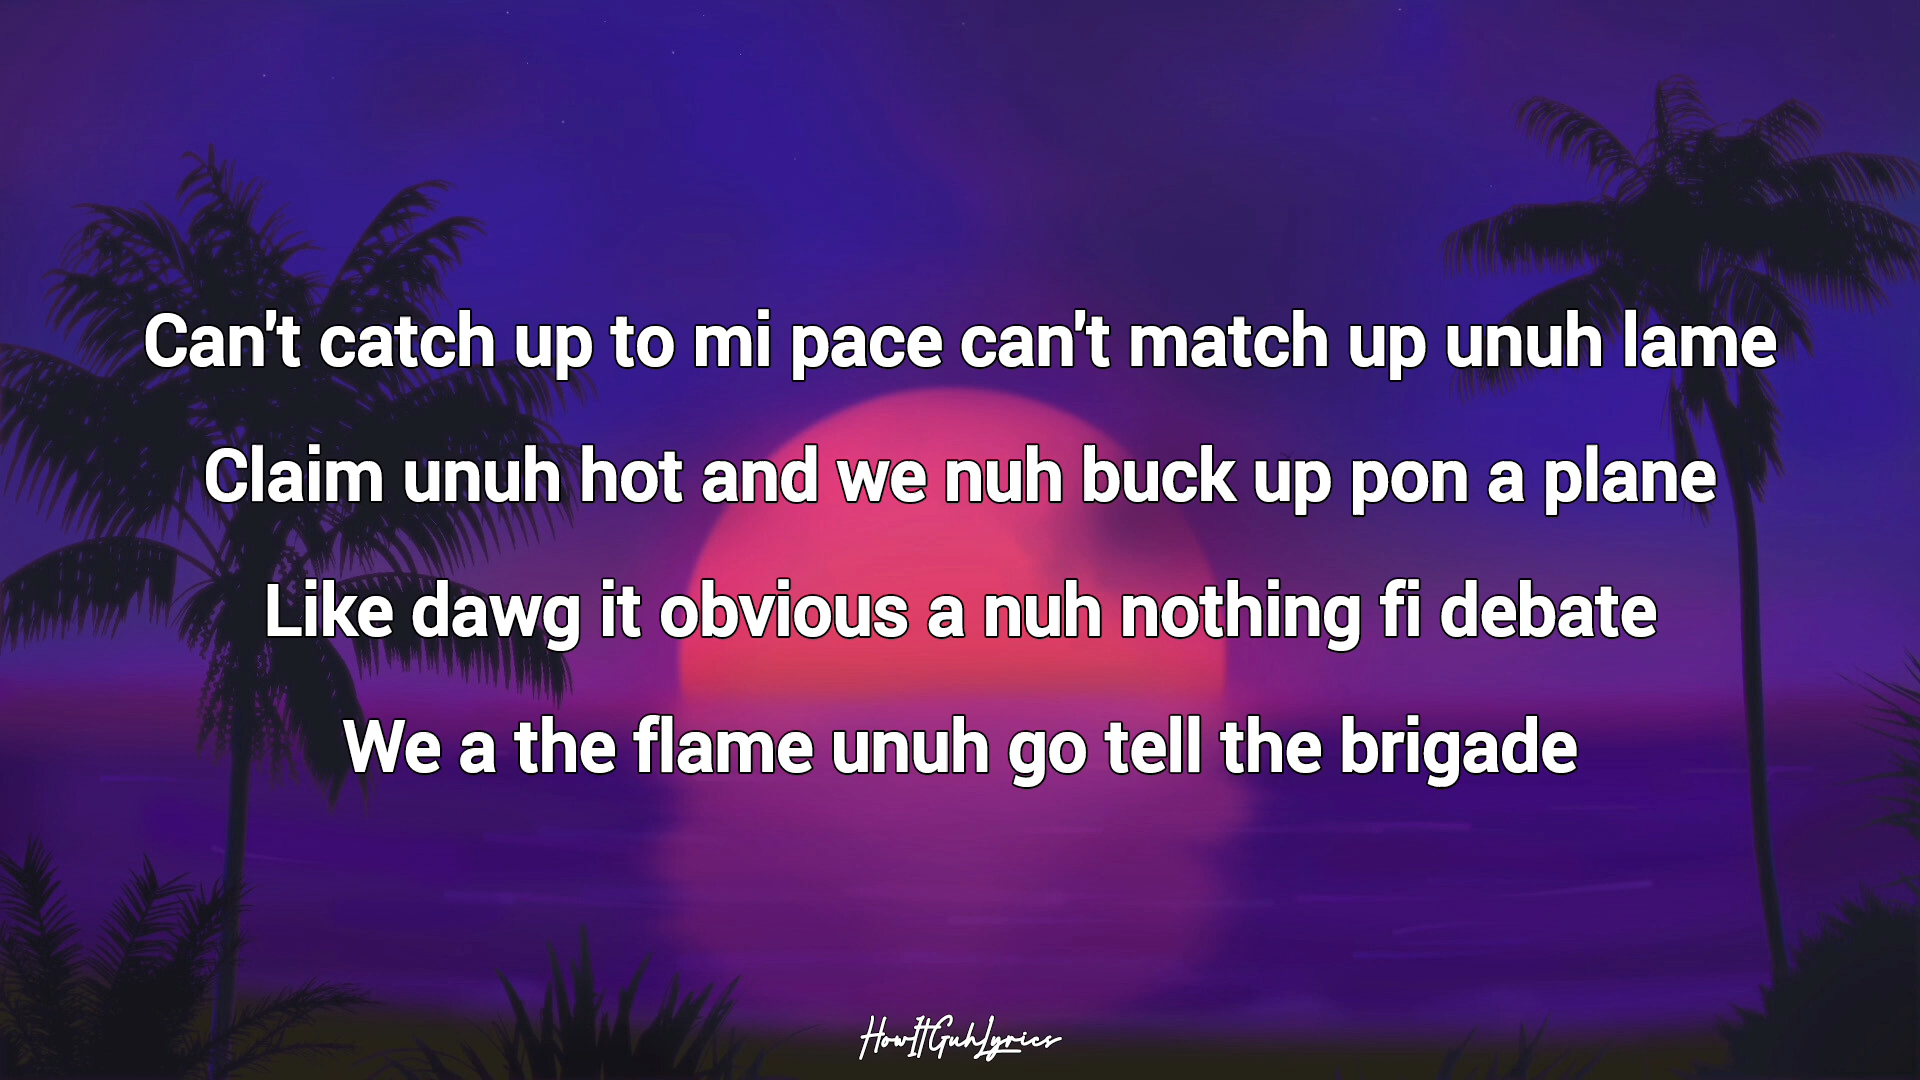 Can't catch up to mi pace can't match up unuh lame
Claim unuh hot and we nuh buck up pon a plane
Like dawg it obvious a nuh nothing fi debate
We a the flame unuh go tell the brigade
HowItGuhLyrics